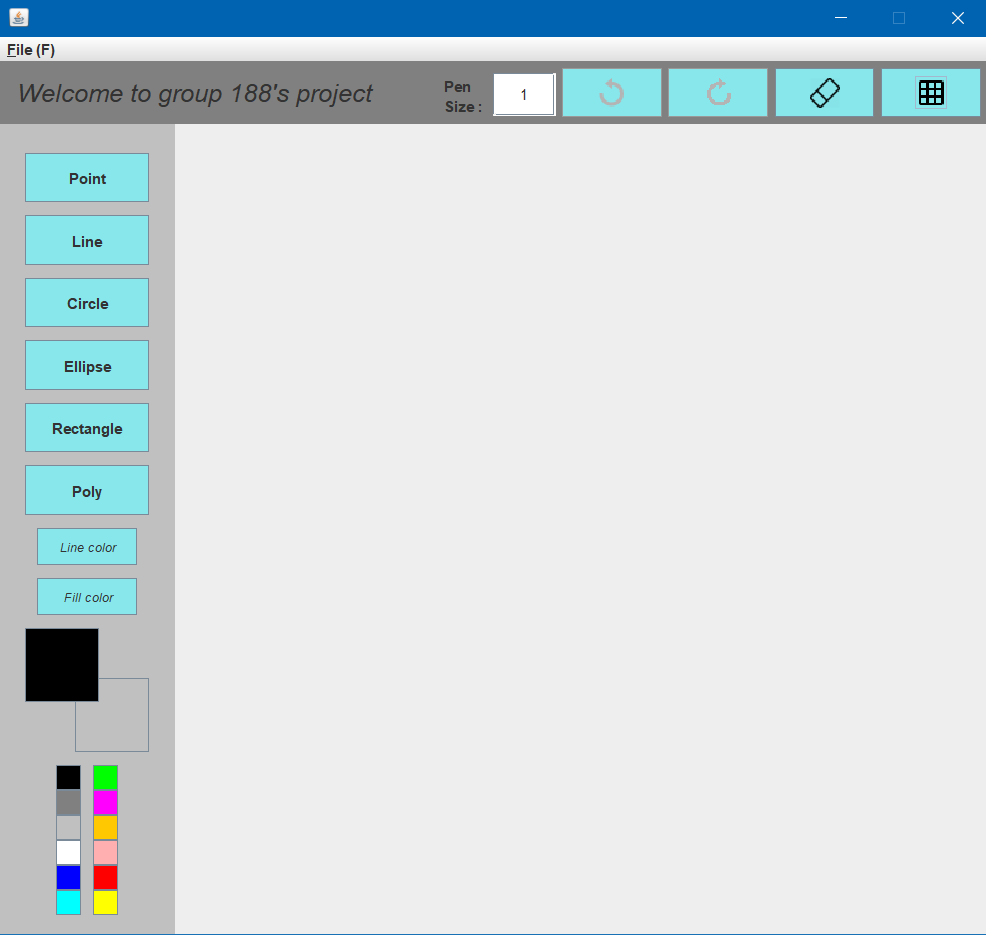 File (F)
Welcome to group 188's project
Pen
Size :
1
Point
Line
Circle
Ellipse
Rectangle
Poly
Line color
Fill color